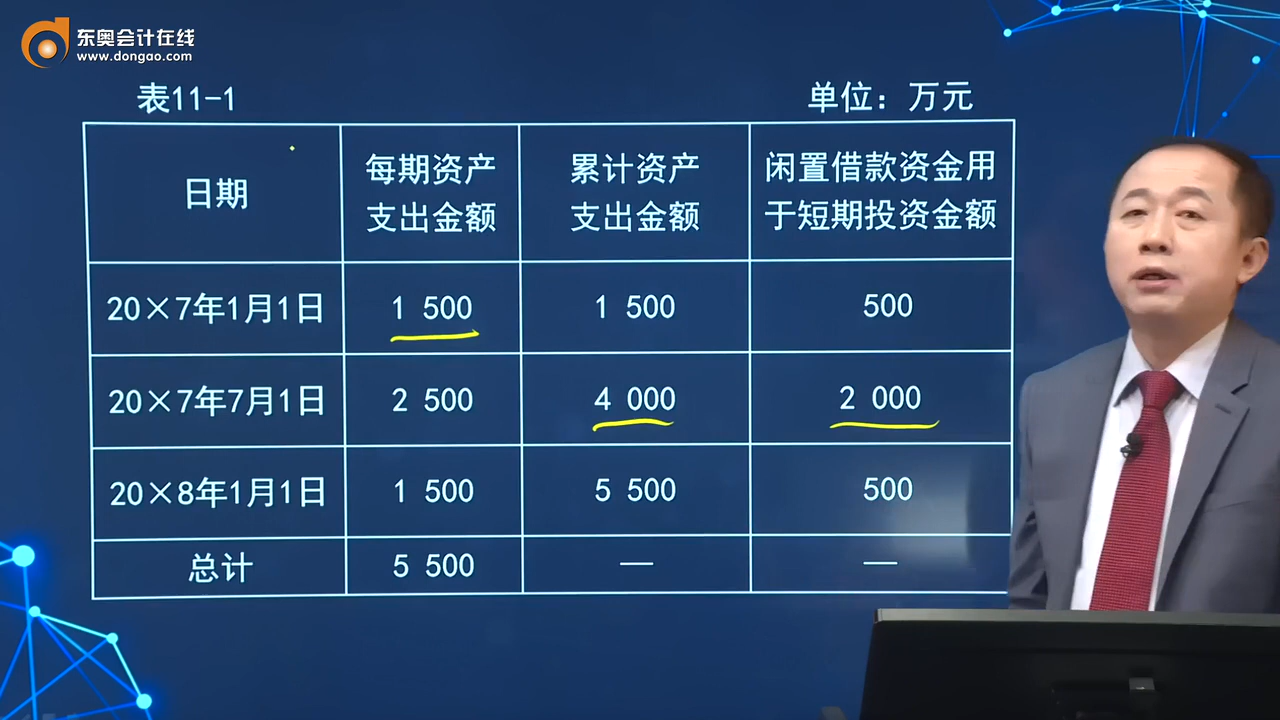 东奥会计在线
www.dongao.com
表11-1
单位：万元
日期
每期资产
支出金额
累计资产
支出金额
闲置借款资金用
于短期投资金额
20×7年1月1日
1 500
1 500
500
20×7年7月1日
2 500
4 000
2 000
20×8年1月1日
1 500
5 500
500
总计
5 500
—
—